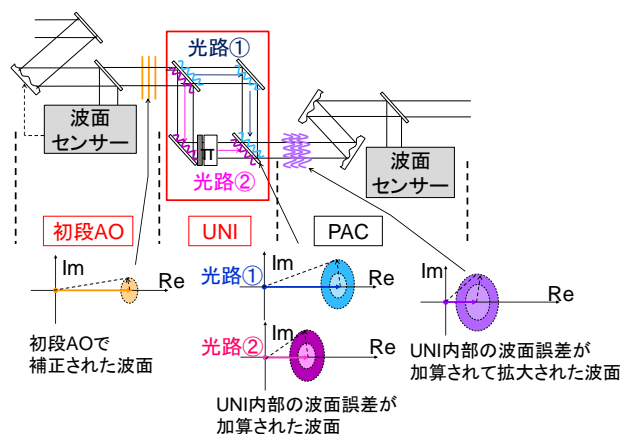 光路①
波面
センサー
π
光路②
波面
センサー
初段AO
UNI
PAC
Im
Re
初段AOで
補正された波面
光路①
Im
Re
光路②
Im
Re
UNI内部の波面誤差が
加算された波面
Im
Re
UNI内部の波面誤差が
加算されて拡大された波面